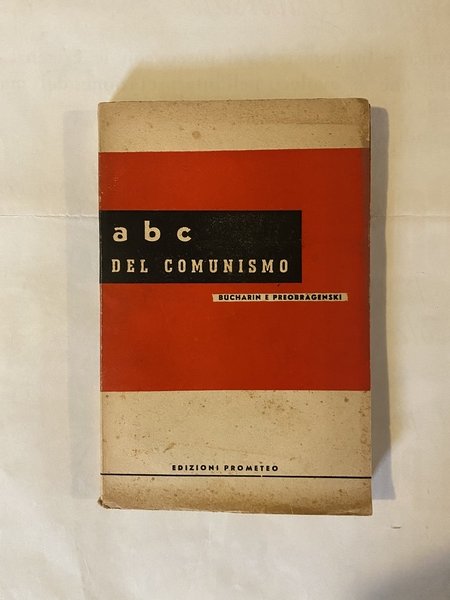 abc
DEL COMUNISMO
BUCHARIN E PREOBRAGENSKI
EDIZIONI PROMETEO